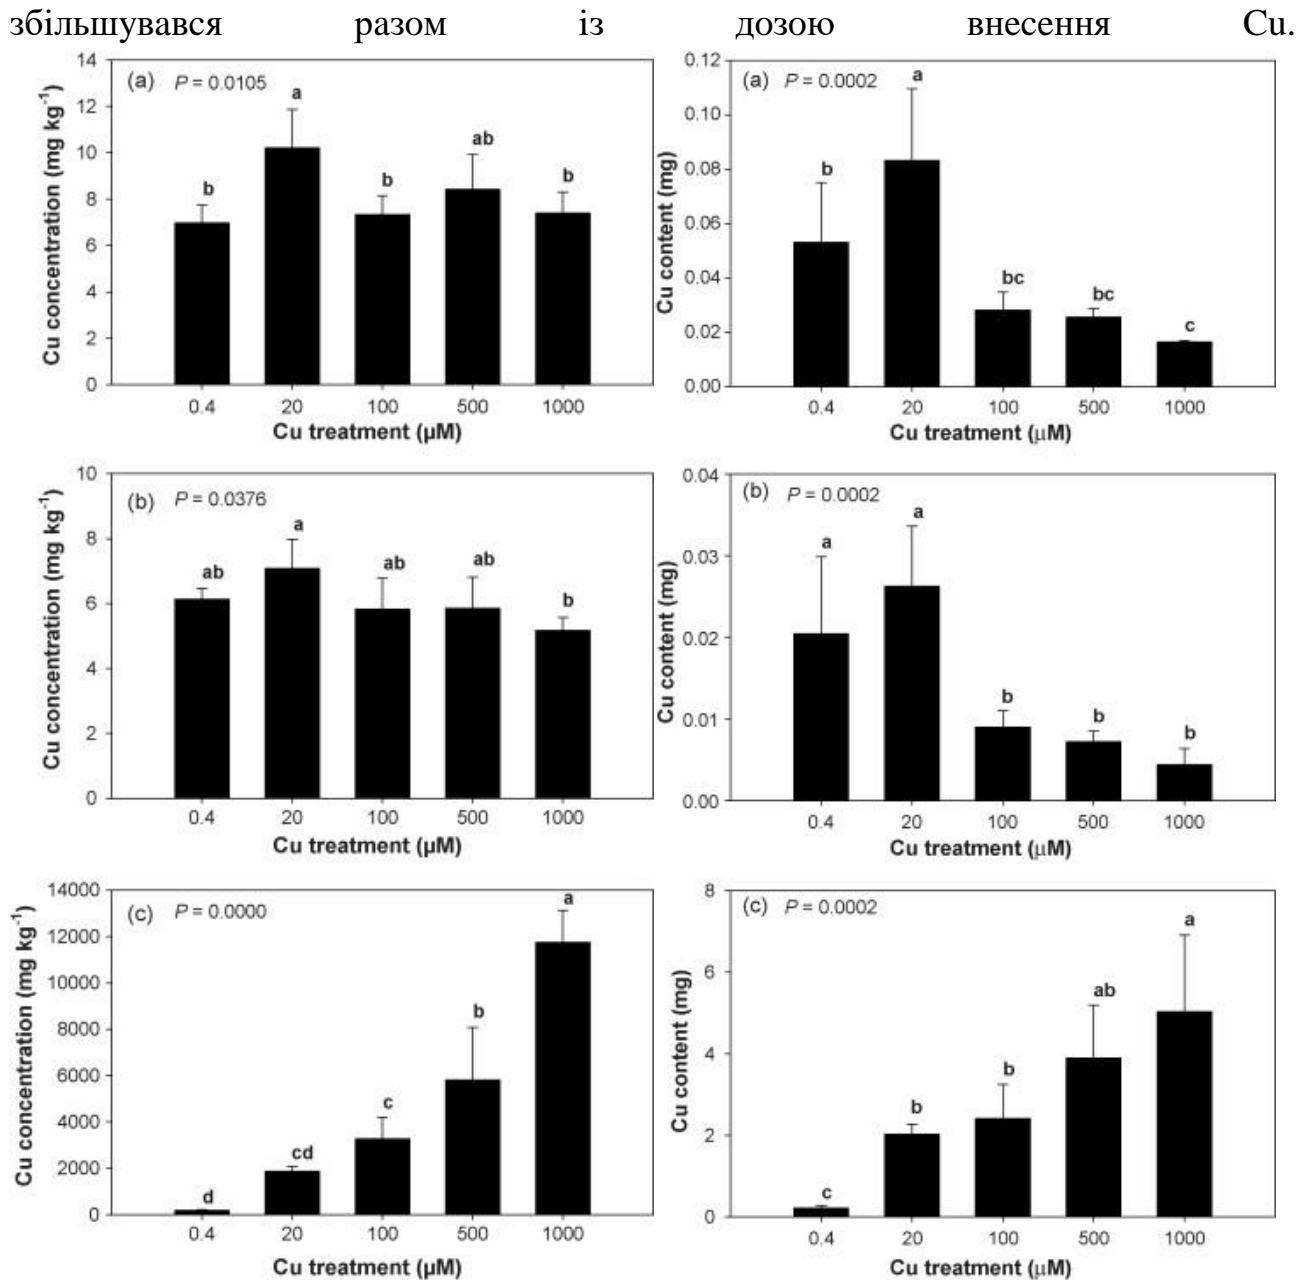 збільшувався разом із дозою внесення Cu.
(a) P = 0.0105
Cu concentration (mg kg⁻¹)
14
12
10
8
6
4
2
0
b
a
b
ab
b
0.4 20 100 500 1000
Cu treatment (µM)
(a) P = 0.0002
Cu content (mg)
0.12
0.10
0.08
0.06
0.04
0.02
0.00
b
a
bc
bc
c
0.4 20 100 500 1000
Cu treatment (µM)
(b) P = 0.0376
Cu concentration (mg kg⁻¹)
10
8
6
4
2
0
ab
a
ab
ab
b
0.4 20 100 500 1000
Cu treatment (µM)
(b) P = 0.0002
Cu content (mg)
0.04
0.03
0.02
0.01
0.00
a
a
b
b
b
0.4 20 100 500 1000
Cu treatment (µM)
(c) P = 0.0000
Cu concentration (mg kg⁻¹)
14000
12000
10000
8000
6000
4000
2000
0
d
cd
c
b
a
0.4 20 100 500 1000
Cu treatment (µM)
(c) P = 0.0002
Cu content (mg)
8
6
4
2
0
c
b
b
ab
a
0.4 20 100 500 1000
Cu treatment (µM)